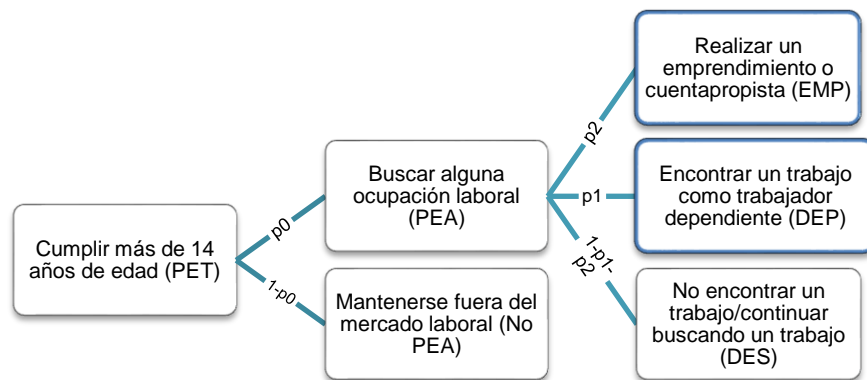 Cumplir más de 14
años de edad (PET)
p0
1-p0
Buscar alguna
ocupación laboral
(PEA)
Mantenerse fuera del
mercado laboral (No
PEA)
p2
p1
1-p1-
p2
Realizar un
emprendimiento o
cuentapropista (EMP)
Encontrar un trabajo
como trabajador
dependiente (DEP)
No encontrar un
trabajo/continuar
buscando un trabajo
(DES)